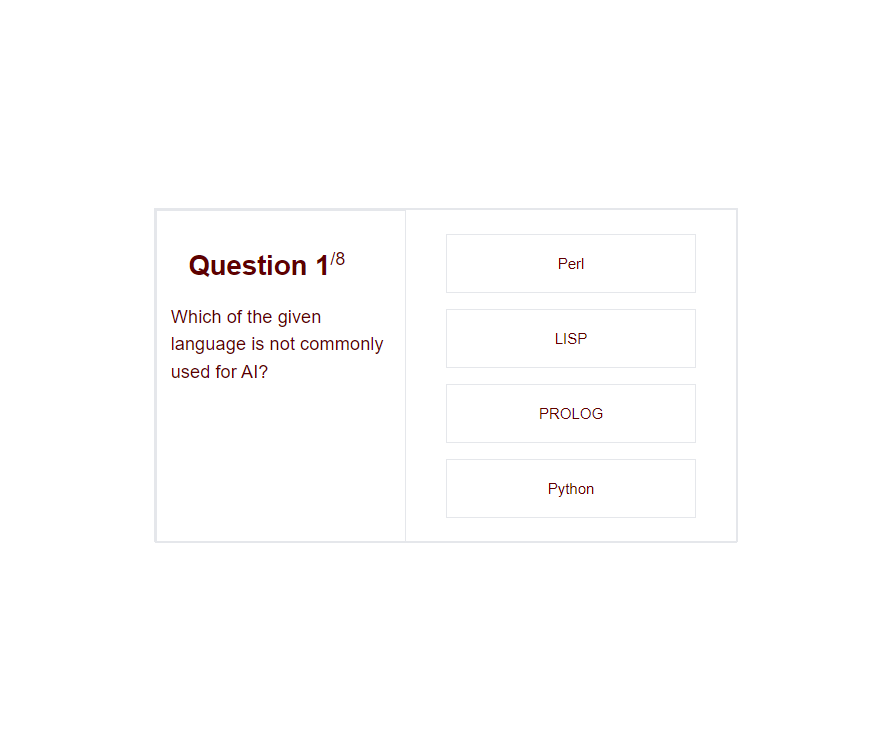 Question 1/8
Which of the given
language is not commonly
used for AI?
Perl
LISP
PROLOG
Python